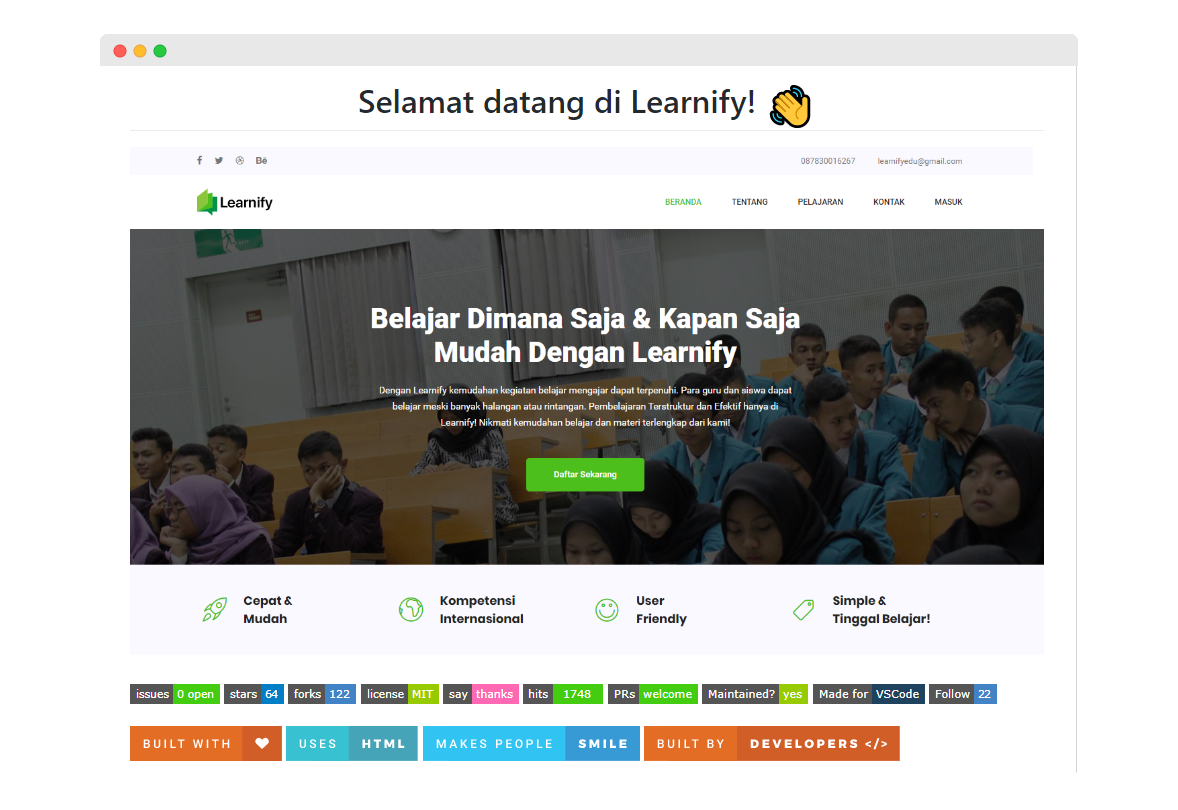 Selamat datang di Learnify!
Bē
087830016267
learnifyedu@gmail.com
Learnify
BERANDA TENTANG PELAJARAN KONTAK MASUK
Belajar Dimana Saja & Kapan Saja
Mudah Dengan Learnify
Dengan Learnify kemudahan kegiatan belajar mengajar dapat terpenuhi. Para guru dan siswa dapat
belajar meski banyak halangan atau rintangan. Pembelajaran Terstruktur dan Efektif hanya di
Learnify! Nikmati kemudahan belajar dan materi terlengkap dari kami!
Daftar Sekarang
Cepat &
Mudah
Kompetensi
Internasional
User
Friendly
Simple &
Tinggal Belajar!
issues 0 open stars 64 forks 122 license MIT say thanks hits 1748 PRs welcome Maintained? yes Made for VSCode Follow 22
BUILT WITH ♥ USES HTML MAKES PEOPLE SMILE BUILT BY DEVELOPERS </>